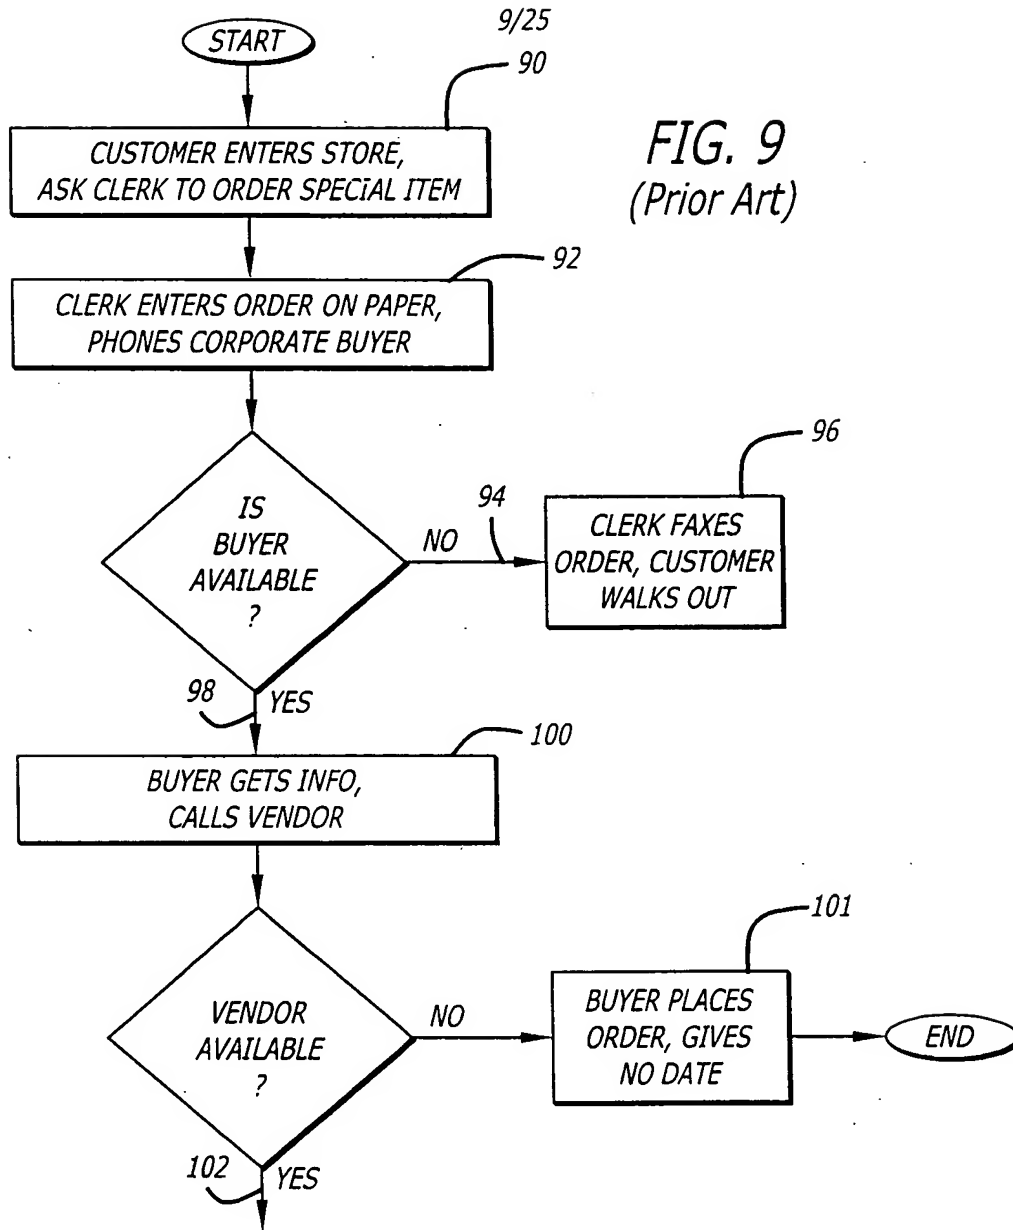 9/25
START
90
FIG. 9
(Prior Art)
CUSTOMER ENTERS STORE,
ASK CLERK TO ORDER SPECIAL ITEM
92
CLERK ENTERS ORDER ON PAPER,
PHONES CORPORATE BUYER
96
IS
BUYER
AVAILABLE
?
NO
94
CLERK FAXES
ORDER, CUSTOMER
WALKS OUT
98
YES
100
BUYER GETS INFO,
CALLS VENDOR
101
VENDOR
AVAILABLE
?
NO
BUYER PLACES
ORDER, GIVES
NO DATE
END
102
YES